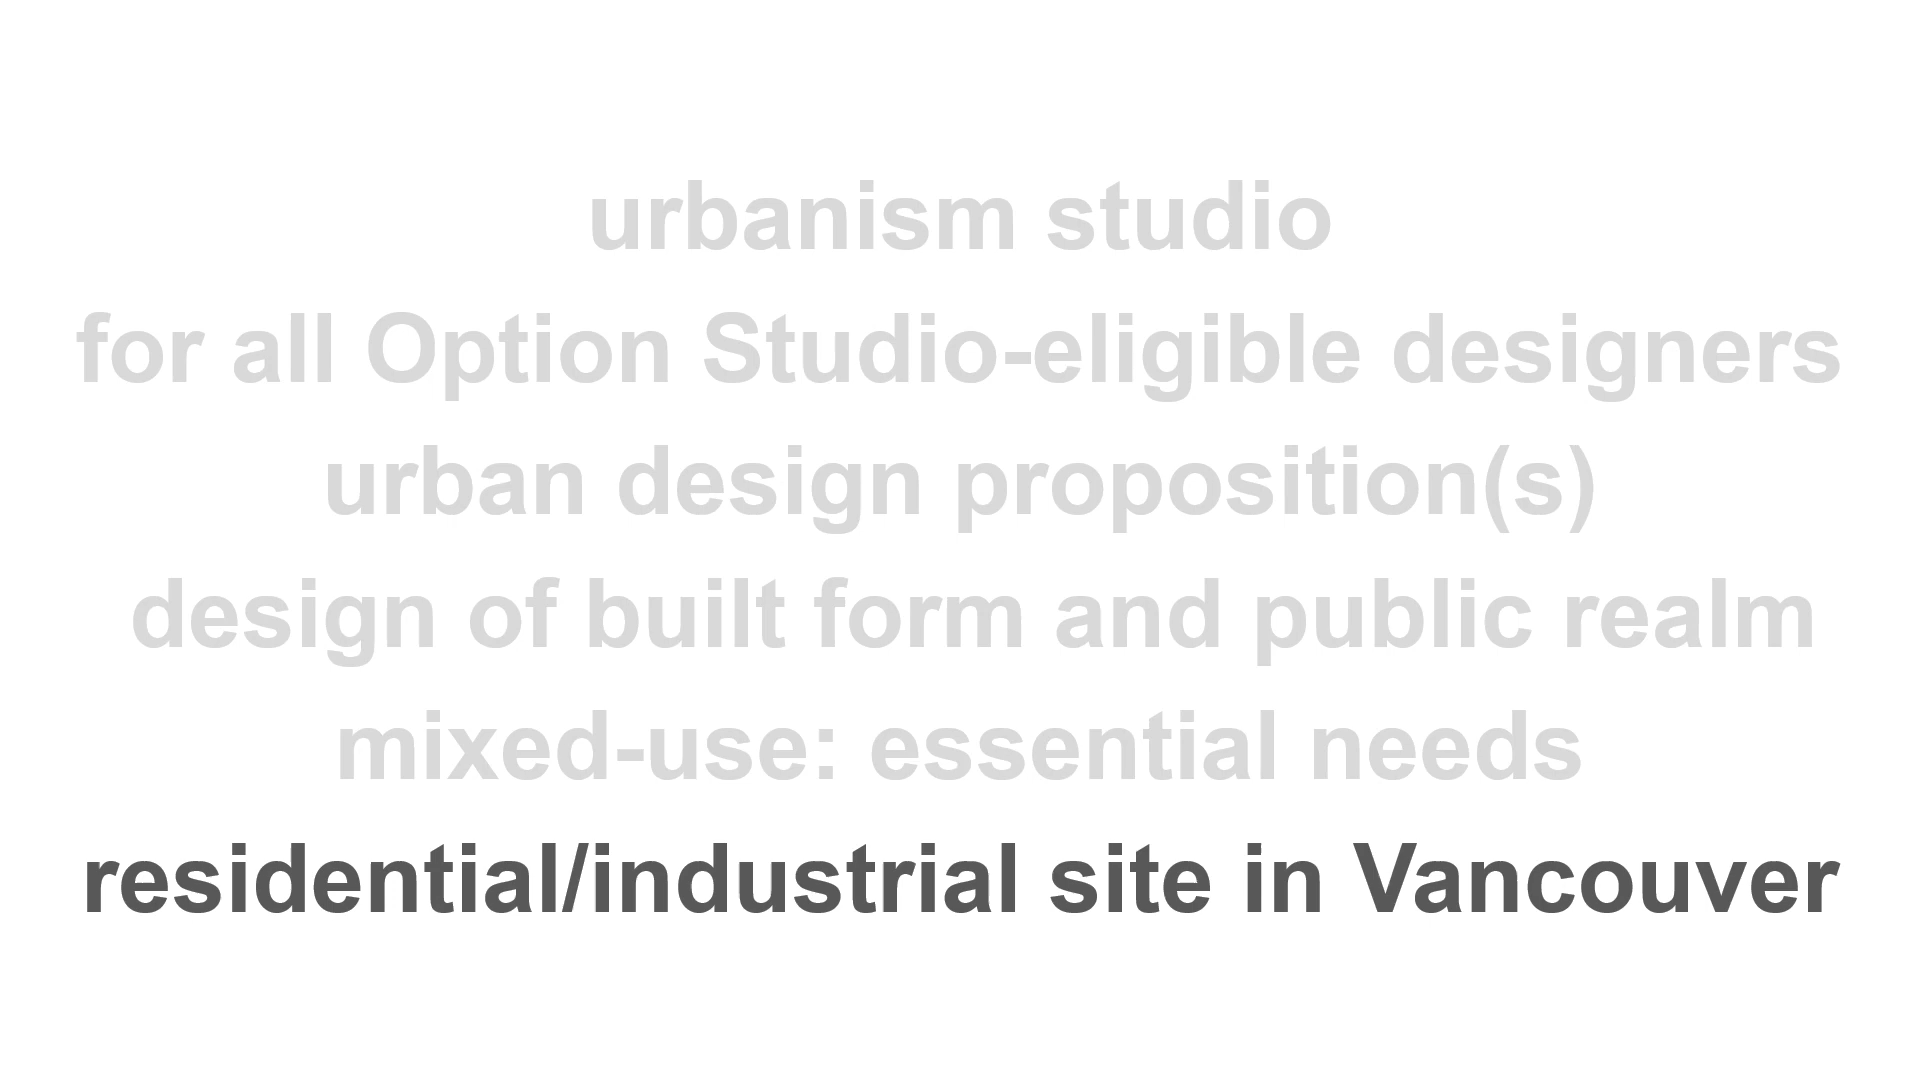 urbanism studio
for all Option Studio-eligible designers
urban design proposition(s)
design of built form and public realm
mixed-use: essential needs
residential/industrial site in Vancouver